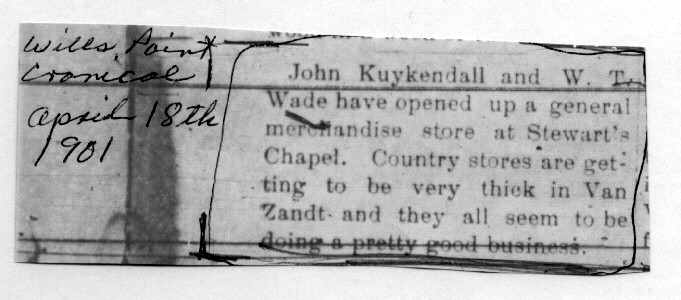 Wills Point
Cronical
April 18th
1901
John Kuykendall and W. T.
Wade have opened up a general
merchandise store at Stewart's
Chapel. Country stores are get-
ting to be very thick in Van
Zandt and they all seem to be
doing a pretty good business.